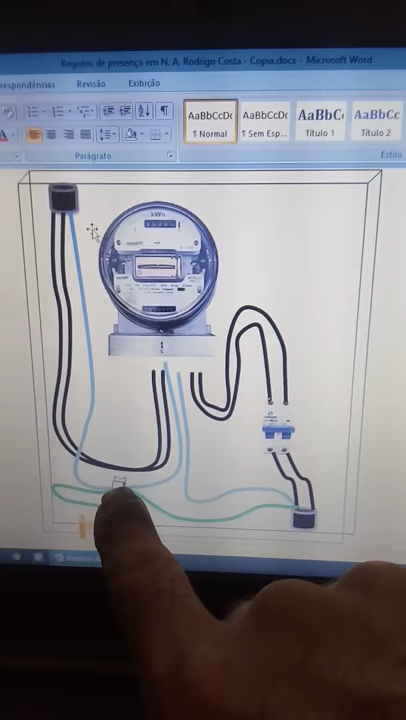 Registro de presença em N. A. Rodrigo Costa - Copia.docx - Microsoft Word
respondências Revisão Exibição
AaBbCcDc AaBbCcDc AaBbC AaBbCc
¶ Normal ¶ Sem Esp... Título 1 Título 2
Parágrafo Estilo
kWh